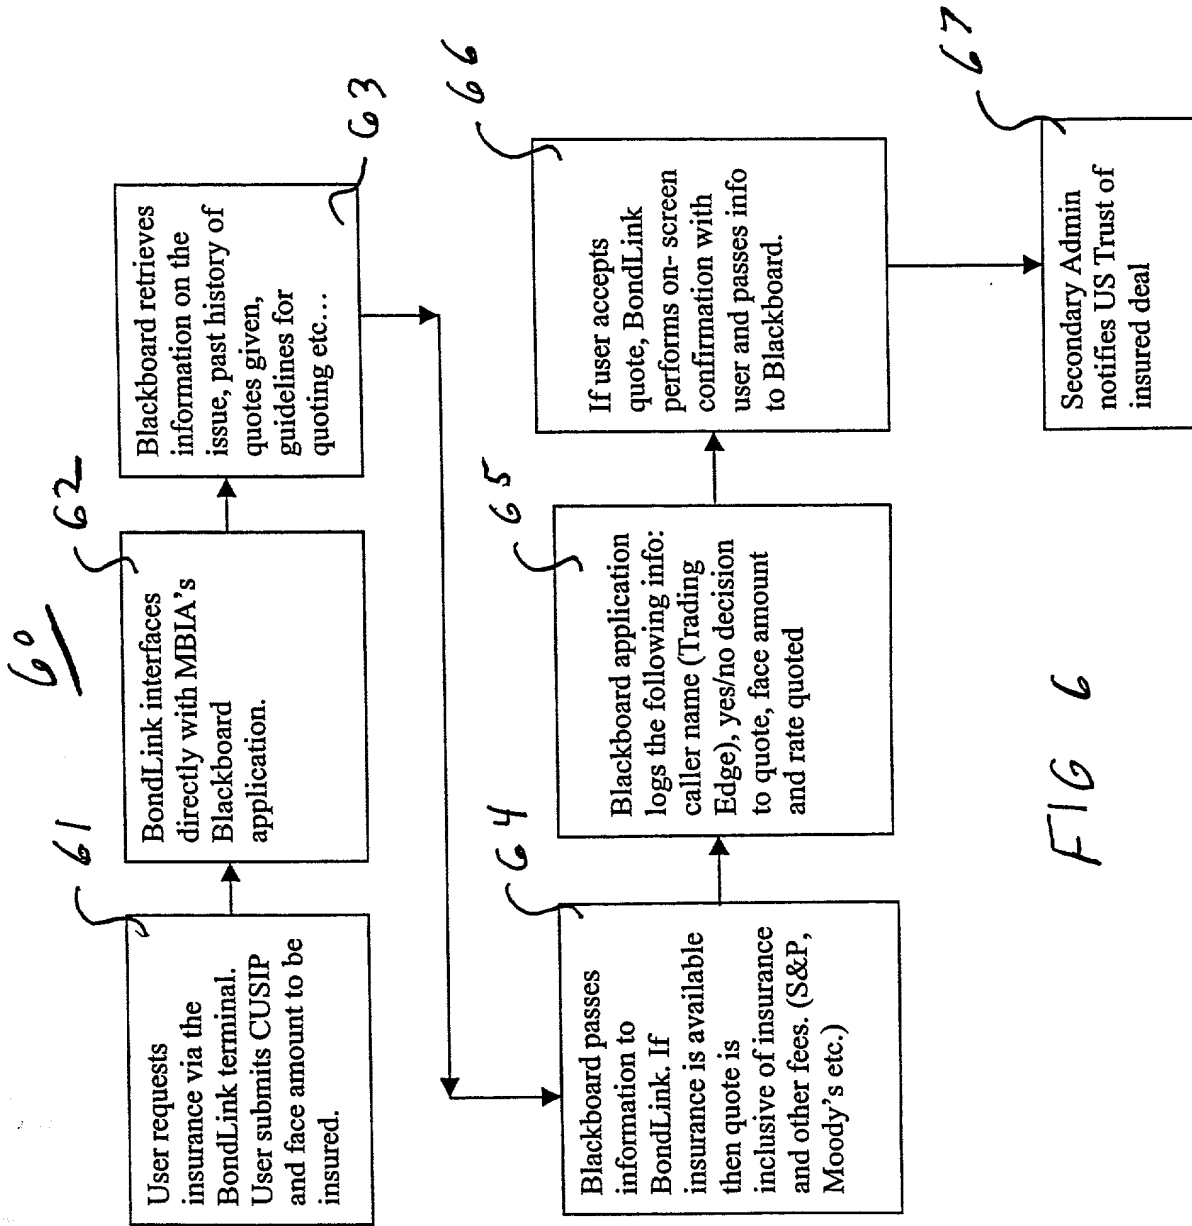 60
61
User requests
insurance via the
BondLink terminal.
User submits CUSIP
and face amount to be
insured.
62
BondLink interfaces
directly with MBIA's
Blackboard
application.
63
Blackboard retrieves
information on the
issue, past history of
quotes given,
guidelines for
quoting etc…
64
Blackboard passes
information to
BondLink. If
insurance is available
then quote is
inclusive of insurance
and other fees. (S&P,
Moody's etc.)
65
Blackboard application
logs the following info:
caller name (Trading
Edge), yes/no decision
to quote, face amount
and rate quoted
66
If user accepts
quote, BondLink
performs on- screen
confirmation with
user and passes info
to Blackboard.
67
Secondary Admin
notifies US Trust of
insured deal
FIG 6